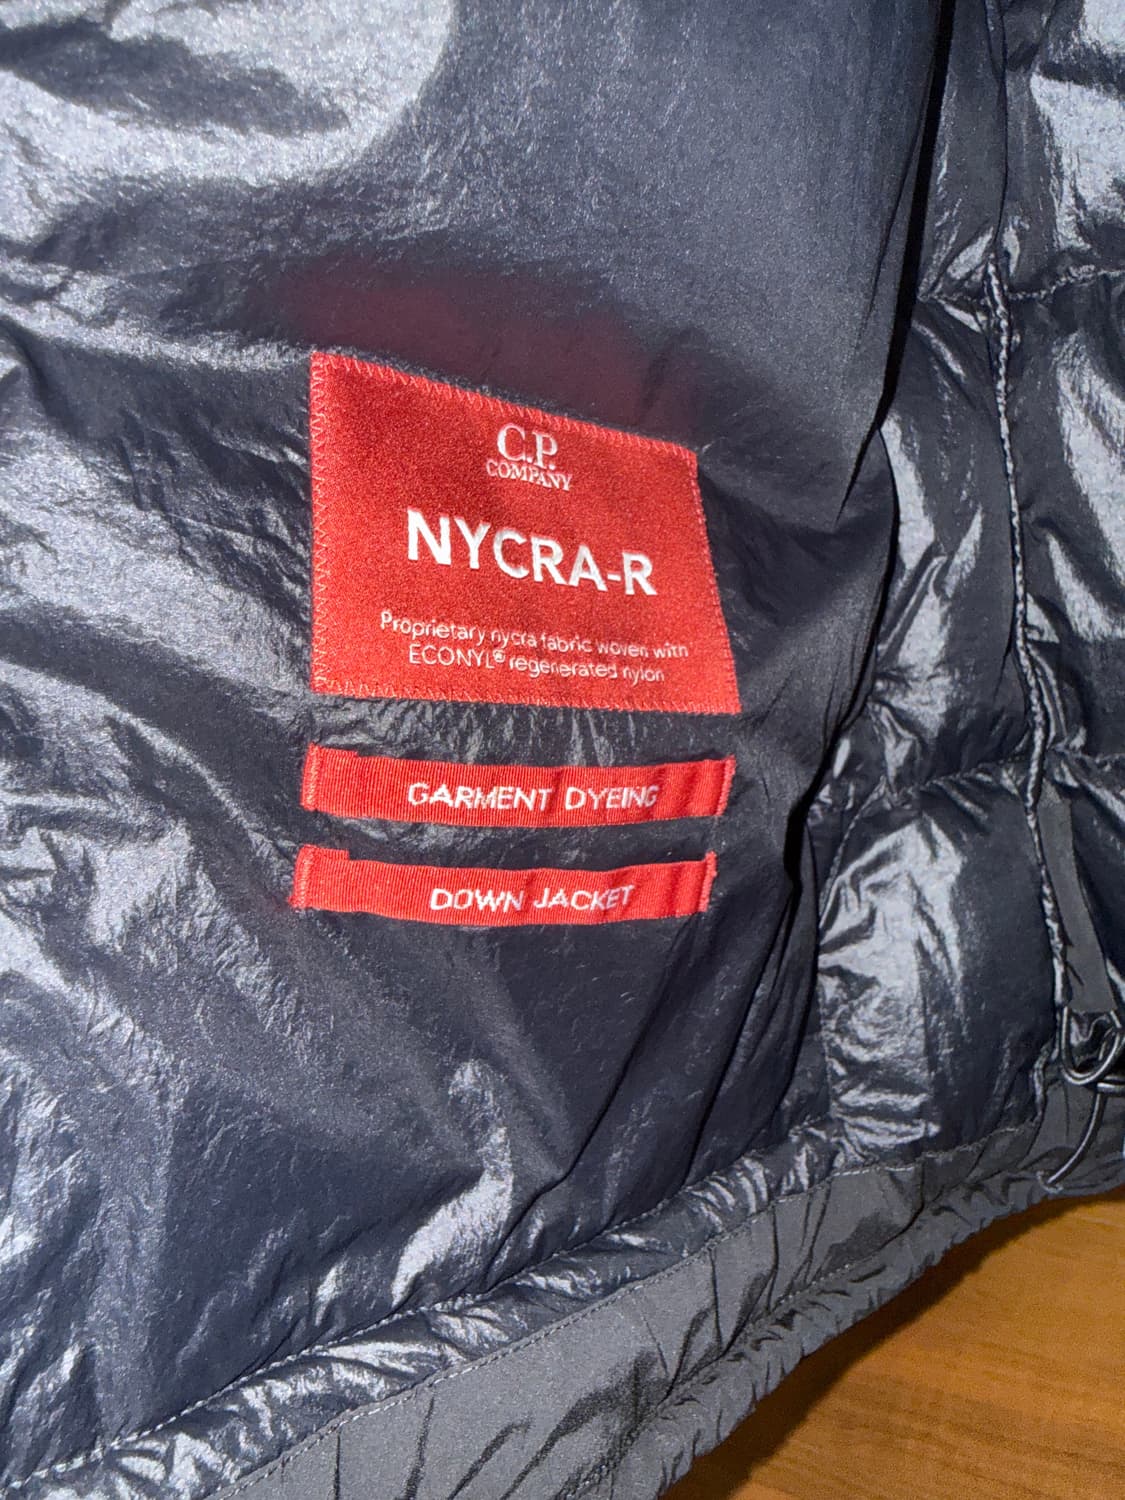 C.P.
COMPANY
NYCRA-R
Proprietary nycra fabric woven with
ECONYL® regenerated nylon
GARMENT DYEING
DOWN JACKET